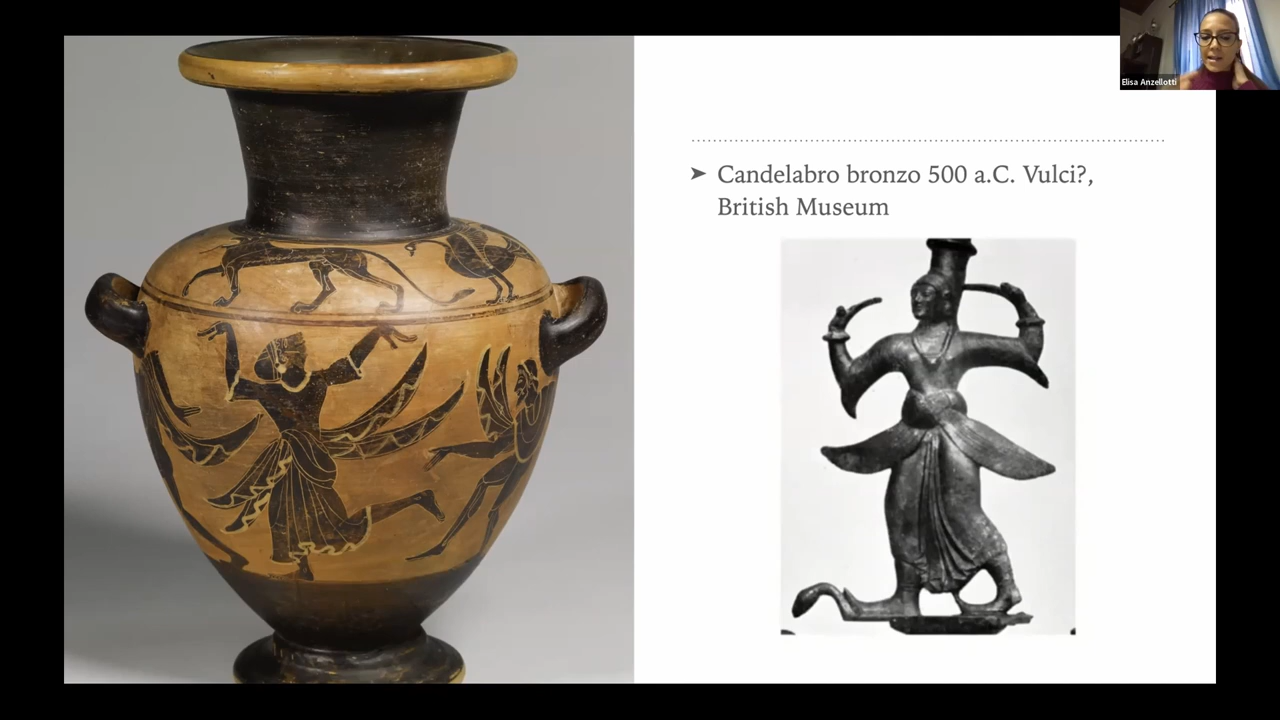 Elisa Anzellotti
➤ Candelabro bronzo 500 a.C. Vulci?,
British Museum